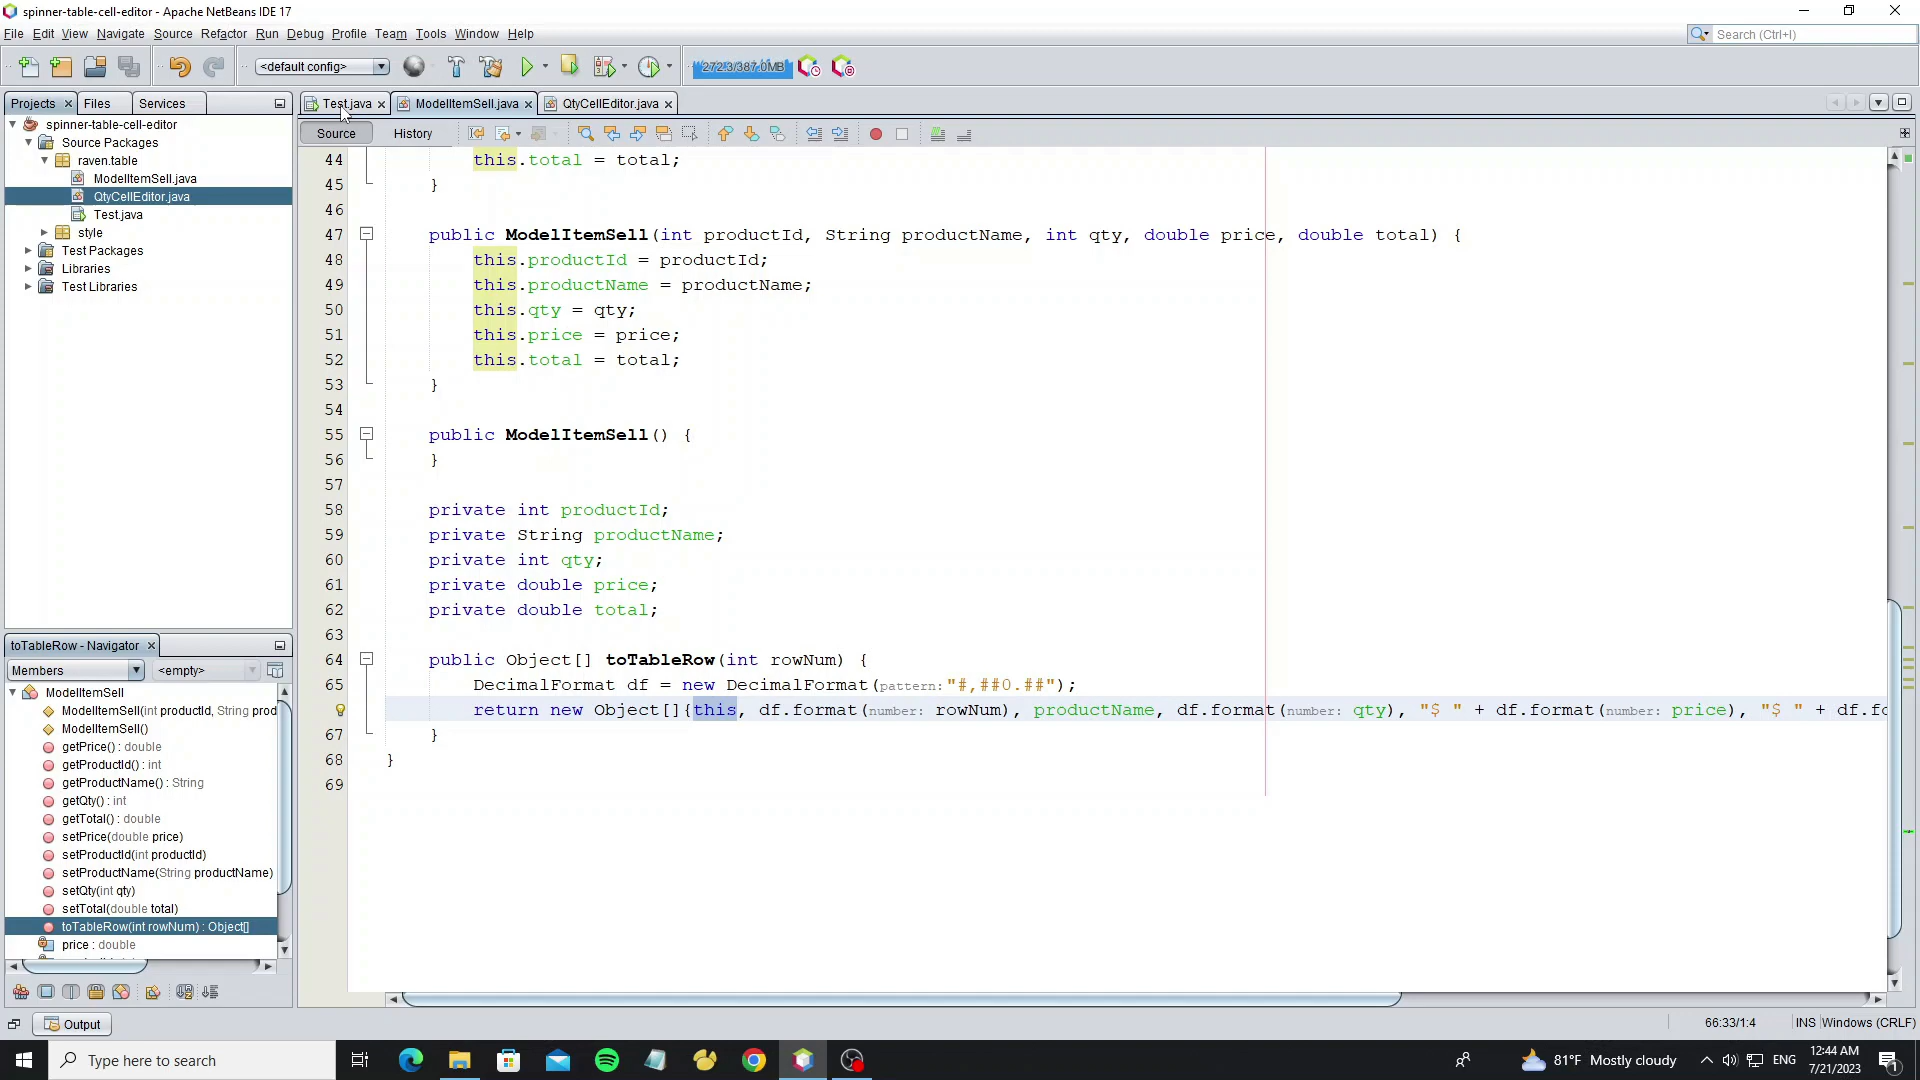 spinner-table-cell-editor - Apache NetBeans IDE 17
File Edit View Navigate Source Refactor Run Debug Profile Team Tools Window Help
Search (Ctrl+I)
<default config>
272.3/387.0MB
Projects Files Services
Test.java ModelItemSell.java QtyCellEditor.java
Source History
spinner-table-cell-editor
Source Packages
raven.table
ModelItemSell.java
QtyCellEditor.java
Test.java
style
Test Packages
Libraries
Test Libraries
44 this.total = total;
45 }
46
47 public ModelItemSell(int productId, String productName, int qty, double price, double total) {
48 this.productId = productId;
49 this.productName = productName;
50 this.qty = qty;
51 this.price = price;
52 this.total = total;
53 }
54
55 public ModelItemSell() {
56 }
57
58 private int productId;
59 private String productName;
60 private int qty;
61 private double price;
62 private double total;
63
64 public Object[] toTableRow(int rowNum) {
65 DecimalFormat df = new DecimalFormat(pattern:"#,##0.##");
return new Object[]{this, df.format(number: rowNum), productName, df.format(number: qty), "$ " + df.format(number: price), "$ " + df.fo
67 }
68 }
69
toTableRow - Navigator
Members <empty>
ModelItemSell
ModelItemSell(int productId, String prod
ModelItemSell()
getPrice() : double
getProductId() : int
getProductName() : String
getQty() : int
getTotal() : double
setPrice(double price)
setProductId(int productId)
setProductName(String productName)
setQty(int qty)
setTotal(double total)
toTableRow(int rowNum) : Object[]
price : double
Output
66:33/1:4 INS Windows (CRLF)
Type here to search
81°F Mostly cloudy
ENG
12:44 AM
7/21/2023
1